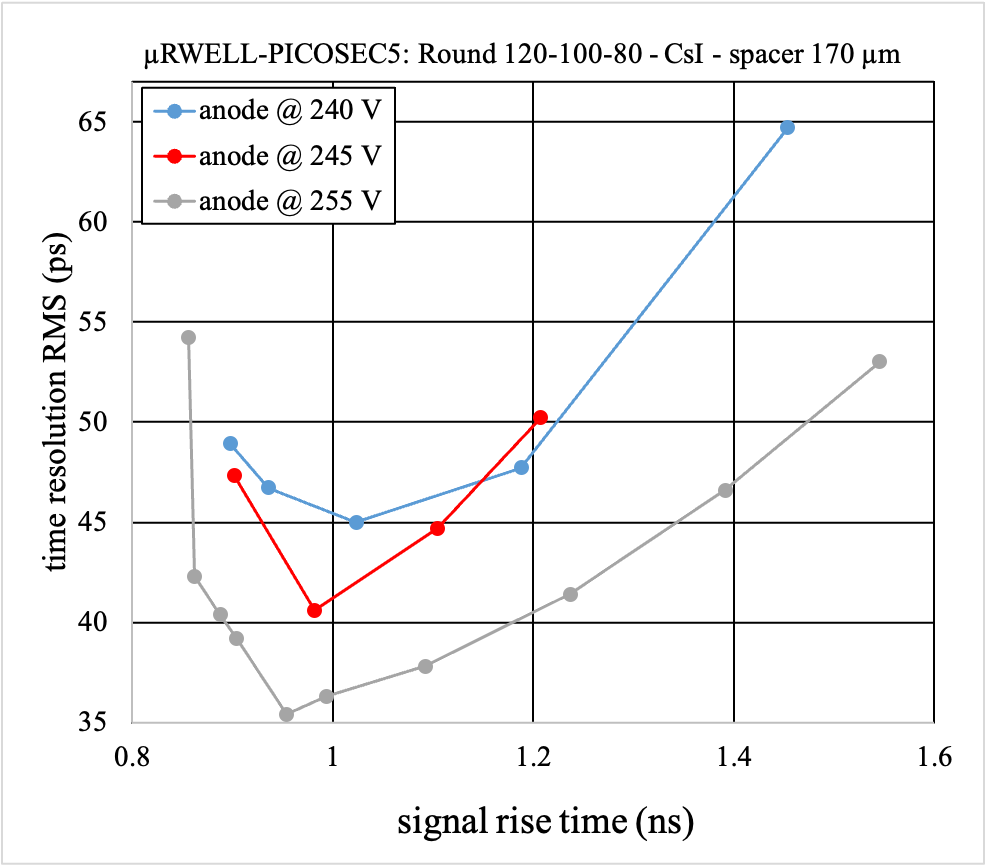 µRWELL-PICOSEC5: Round 120-100-80 - CsI - spacer 170 µm
anode @ 240 V
anode @ 245 V
anode @ 255 V
time resolution RMS (ps)
65
60
55
50
45
40
35
0.8 1 1.2 1.4 1.6
signal rise time (ns)